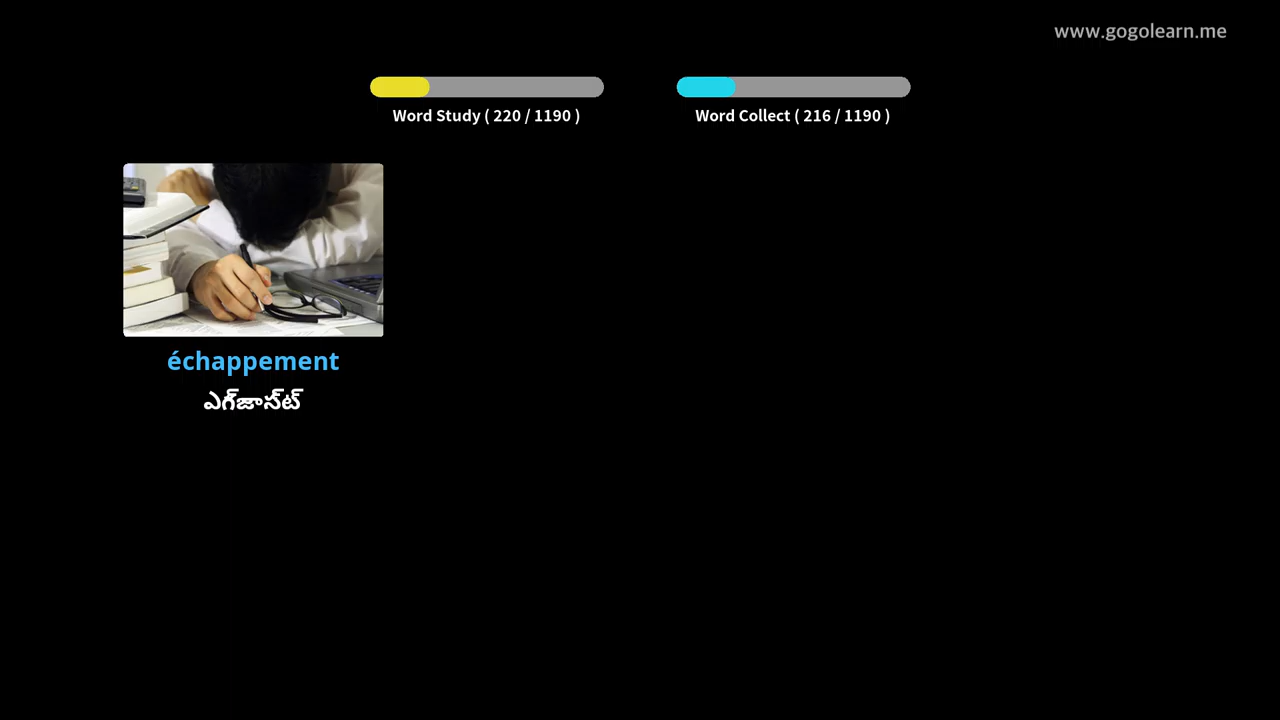 www.gogolearn.me
Word Study ( 220 / 1190 )
Word Collect ( 216 / 1190 )
échappement
ఎగ్‌జాస్‌ట్